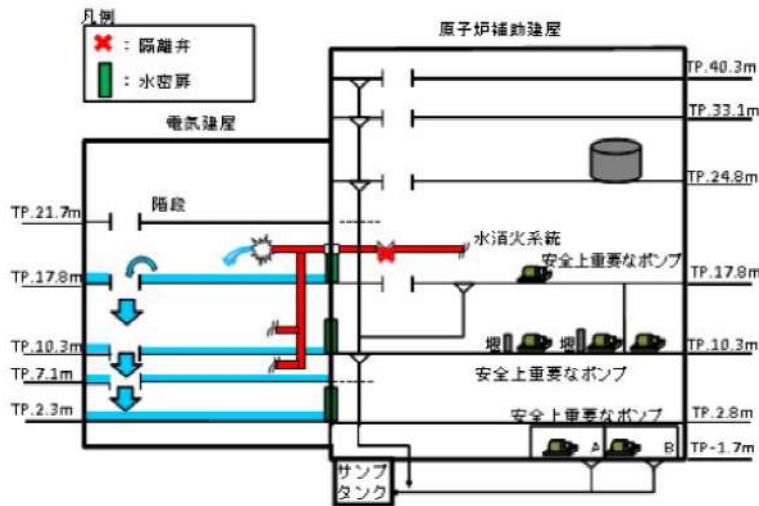 凡例
：隔離弁
：水密扉
原子炉補助建屋
電気建屋
TP.40.3m
TP.33.1m
TP.24.8m
階段
TP.21.7m
水消火系統
安全上重要なポンプ
TP.17.8m
TP.17.8m
堰
堰
TP.10.3m
TP.10.3m
安全上重要なポンプ
TP.7.1m
安全上重要なポンプ
TP.2.3m
TP.2.8m
A
B
TP-1.7m
サンプ
タンク